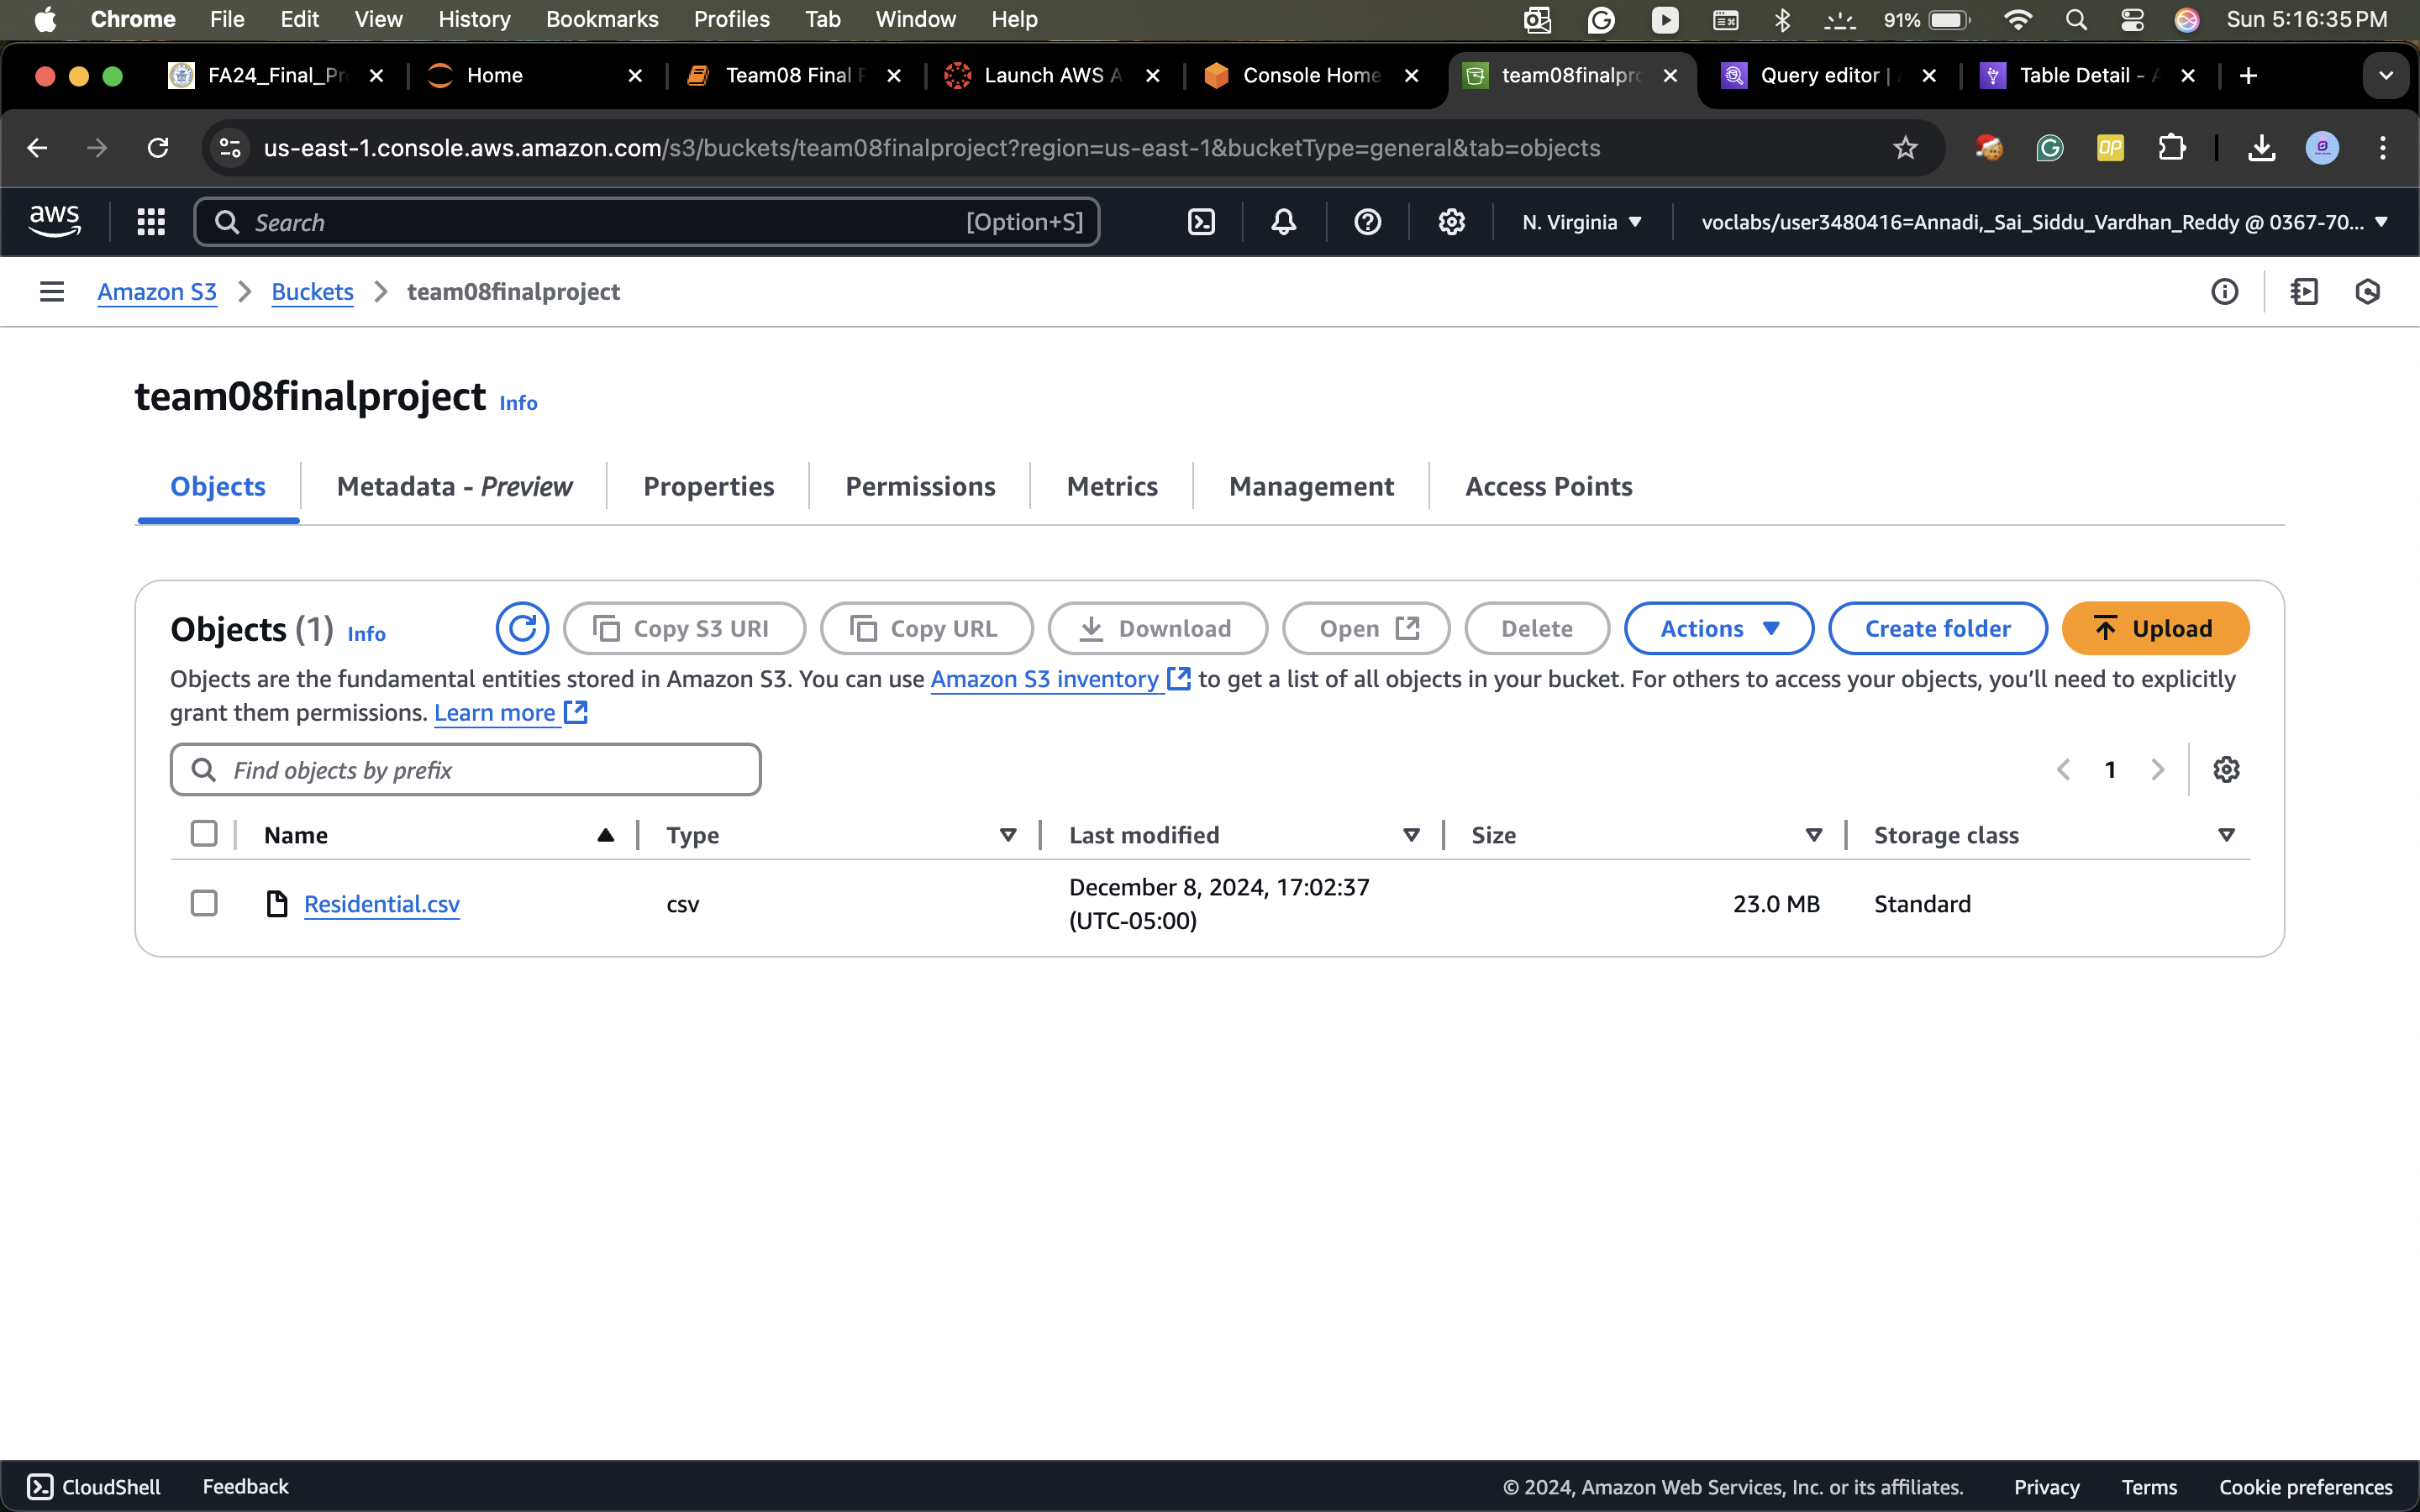 Chrome File Edit View History Bookmarks Profiles Tab Window Help 91% Sun 5:16:35 PM
FA24_Final_Pr Home Team08 Final P Launch AWS A Console Home team08finalpro Query editor | Table Detail - A
us-east-1.console.aws.amazon.com/s3/buckets/team08finalproject?region=us-east-1&bucketType=general&tab=objects
aws Search [Option+S] N. Virginia voclabs/user3480416=Annadi,_Sai_Siddu_Vardhan_Reddy @ 0367-70...
Amazon S3 Buckets team08finalproject
team08finalproject Info
Objects Metadata - Preview Properties Permissions Metrics Management Access Points
Objects (1) Info Copy S3 URI Copy URL Download Open Delete Actions Create folder Upload
Objects are the fundamental entities stored in Amazon S3. You can use Amazon S3 inventory to get a list of all objects in your bucket. For others to access your objects, you’ll need to explicitly
grant them permissions. Learn more
Find objects by prefix 1
Name Type Last modified Size Storage class
Residential.csv csv December 8, 2024, 17:02:37 23.0 MB Standard
(UTC-05:00)
CloudShell Feedback © 2024, Amazon Web Services, Inc. or its affiliates. Privacy Terms Cookie preferences